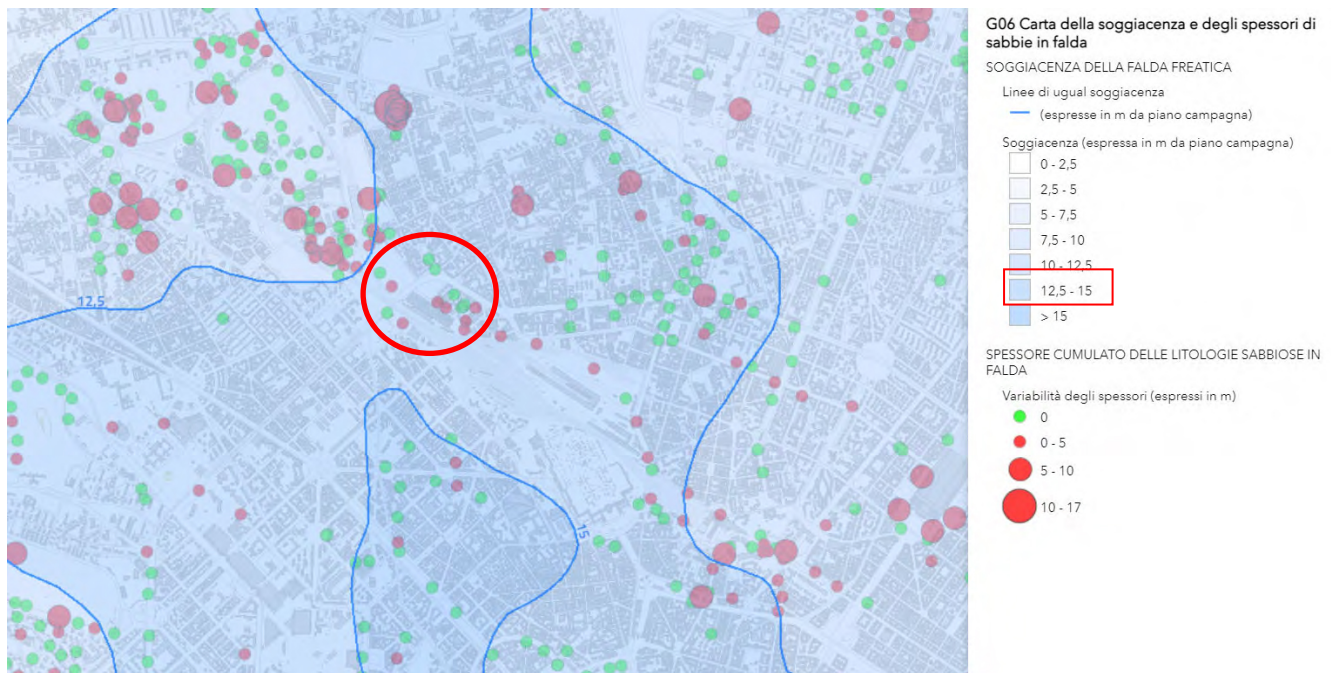 12,5
15
G06 Carta della soggiacenza e degli spessori di
sabbie in falda
SOGGIACENZA DELLA FALDA FREATICA
Linee di ugual soggiacenza
(espresse in m da piano campagna)
Soggiacenza (espressa in m da piano campagna)
0 - 2,5
2,5 - 5
5 - 7,5
7,5 - 10
10 - 12,5
12,5 - 15
> 15
SPESSORE CUMULATO DELLE LITOLOGIE SABBIOSE IN
FALDA
Variabilità degli spessori (espressi in m)
0
0 - 5
5 - 10
10 - 17